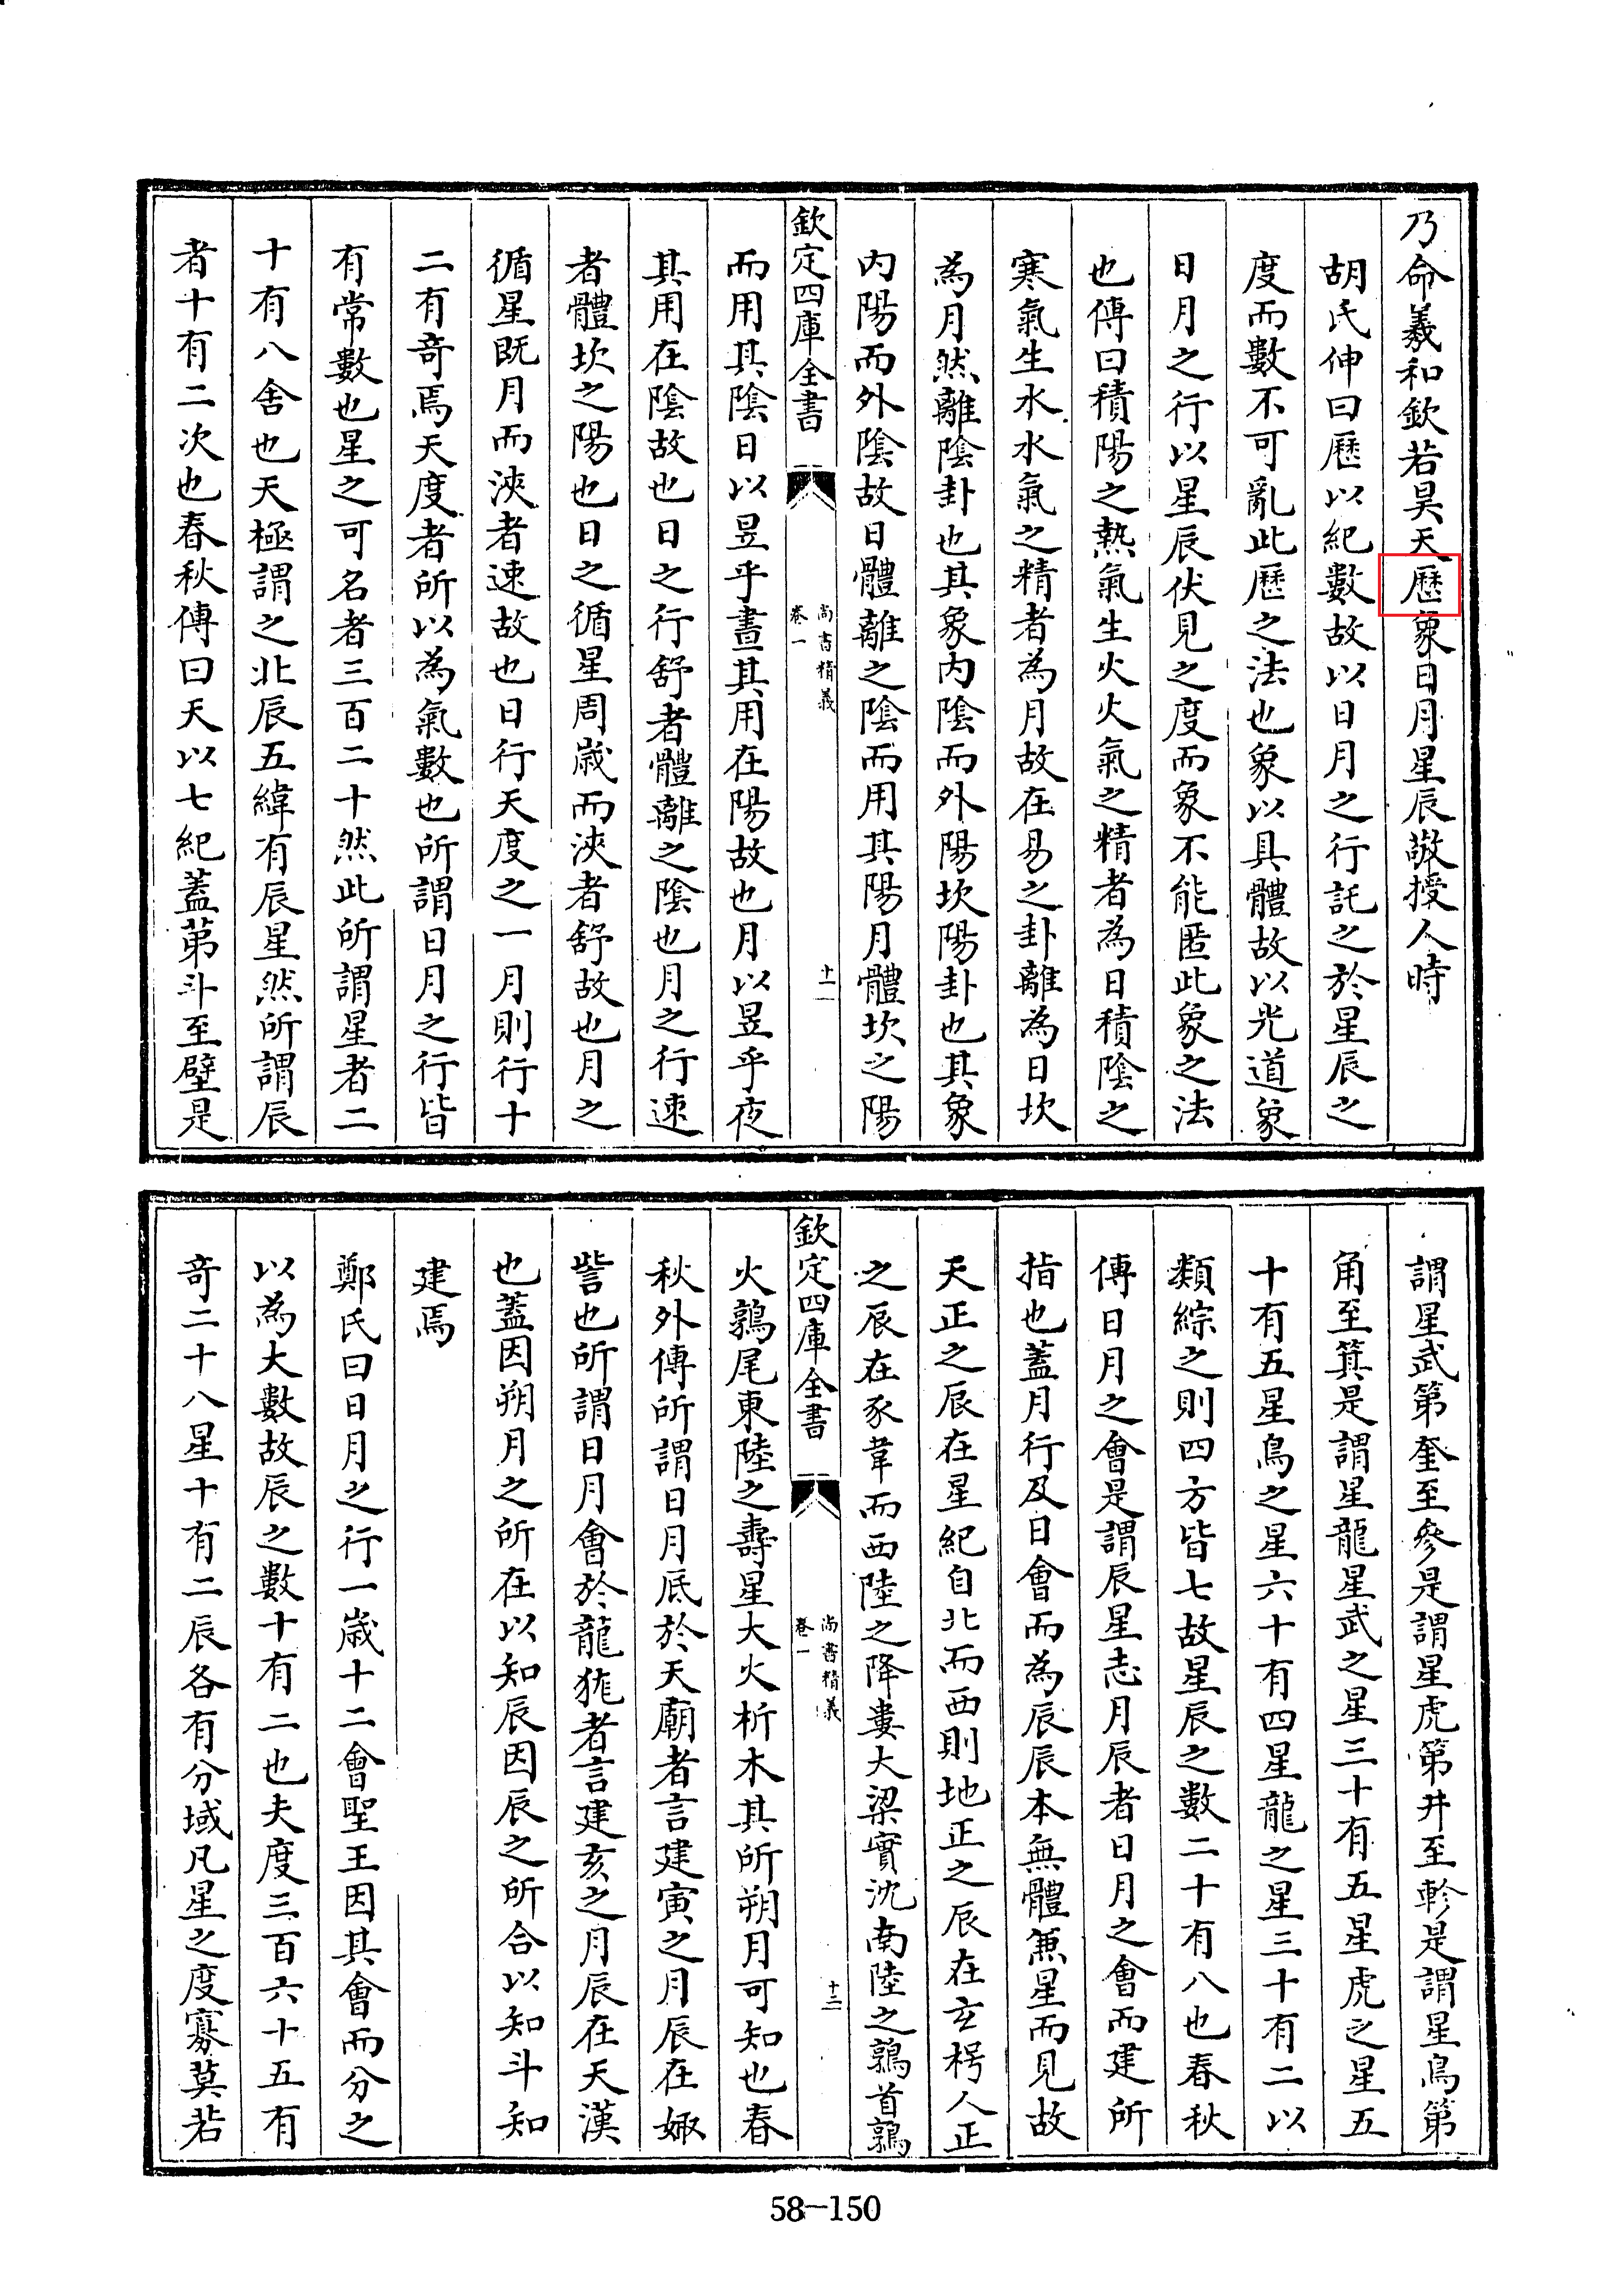 乃命羲和欽若昊天歷象日月星辰敬授人時
胡氏伸曰歷以紀數故以日月之行託之於星辰之
度而數不可亂此歷之法也象以具體故以光道象
日月之行以星辰伏見之度而象不能匿此象之法
也傳曰積陽之熱氣生火火氣之精者為日積陰之
寒氣生水水氣之精者為月故在易之卦離為日坎
為月然離陰卦也其象内陰而外陽坎陽卦也其象
内陽而外陰故日體離之陰而用其陽月體坎之陽
欽定四庫全書
尚書精義
卷一
十一
而用其陰日以昱乎晝其用在陽故也月以昱乎夜
其用在陰故也日之行舒者體離之陰也月之行速
者體坎之陽也日之循星周歲而浹者舒故也月之
循星既月而浹者速故也日行天度之一月則行十
二有竒焉天度者所以為氣數也所謂日月之行皆
有常數也星之可名者三百二十然此所謂星者二
十有八舍也天極謂之北辰五緯有辰星然所謂辰
者十有二次也春秋傳曰天以七紀蓋苐斗至壁是
謂星武第奎至參是謂星虎第井至軫是謂星鳥第
角至箕是謂星龍星武之星三十有五星虎之星五
十有五星鳥之星六十有四星龍之星三十有二以
類綜之則四方皆七故星辰之數二十有八也春秋
傳日月之會是謂辰星志月辰者日月之會而建所
指也蓋月行及日會而為辰辰本無體無星而見故
天正之辰在星紀自北而西則地正之辰在玄枵人正
之辰在豕韋而西陸之降婁大梁實沈南陸之鶉首鶉
欽定四庫全書
尚書精義
卷一
十二
火鶉尾東陸之壽星大火析木其所朔月可知也春
秋外傳所謂日月底於天廟者言建寅之月辰在娵
訾也所謂日月會於龍𤜯者言建亥之月辰在天漢
也蓋因朔月之所在以知辰因辰之所合以知斗知
建焉
鄭氏曰日月之行一歲十二會聖王因其會而分之
以為大數故辰之數十有二也夫度三百六十五有
竒二十八星十有二辰各有分域凡星之度寡莫若
58-150